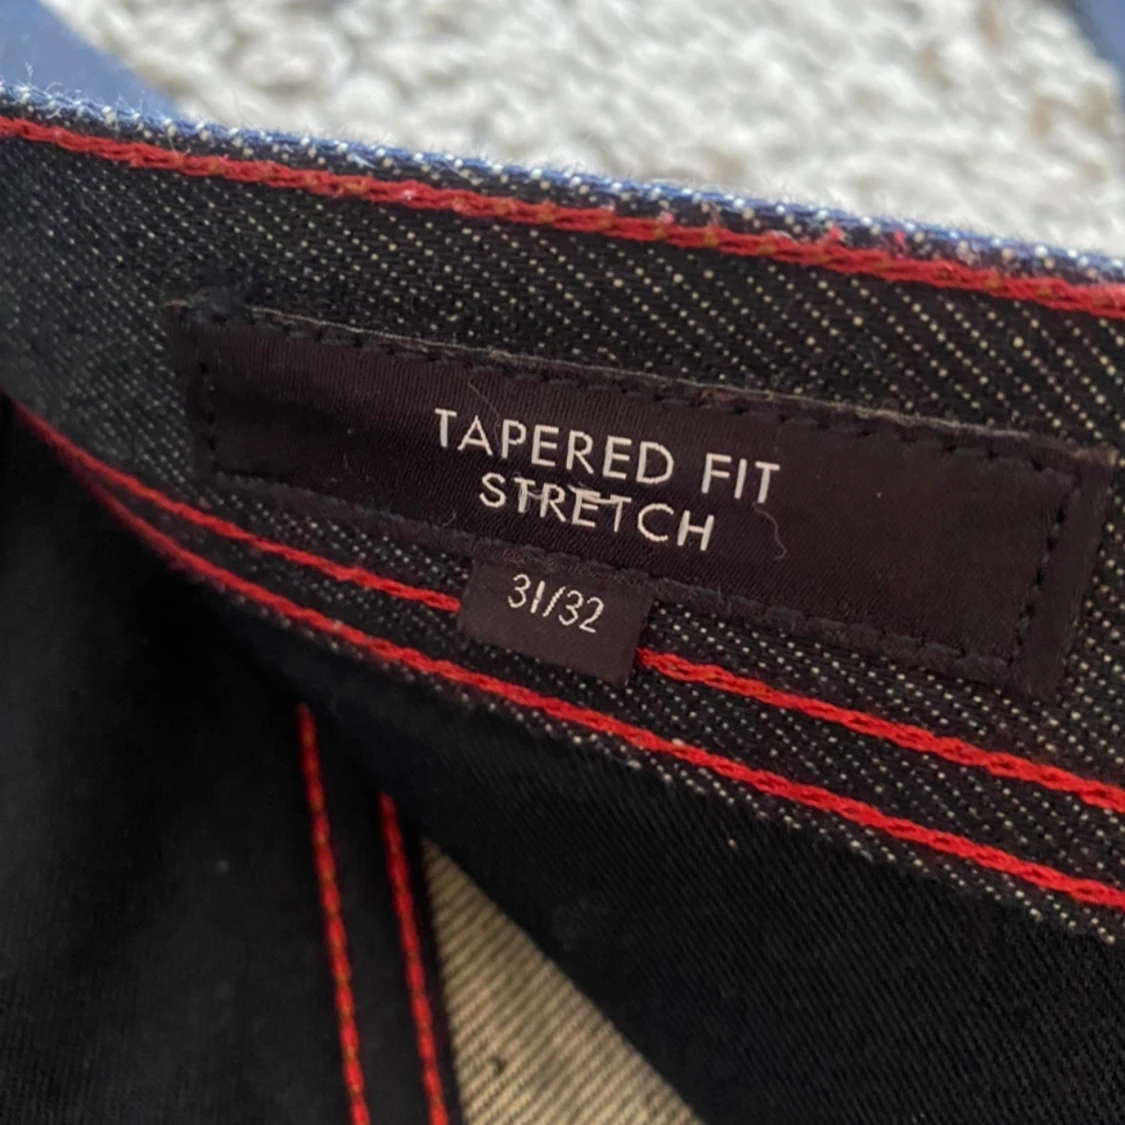 TAPERED FIT
STRETCH
31/32